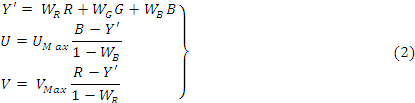 Y' = W_R R + W_G G + W_B B
U = U_Max (B − Y') / (1 − W_B)
V = V_Max (R − Y') / (1 − W_R)
(2)